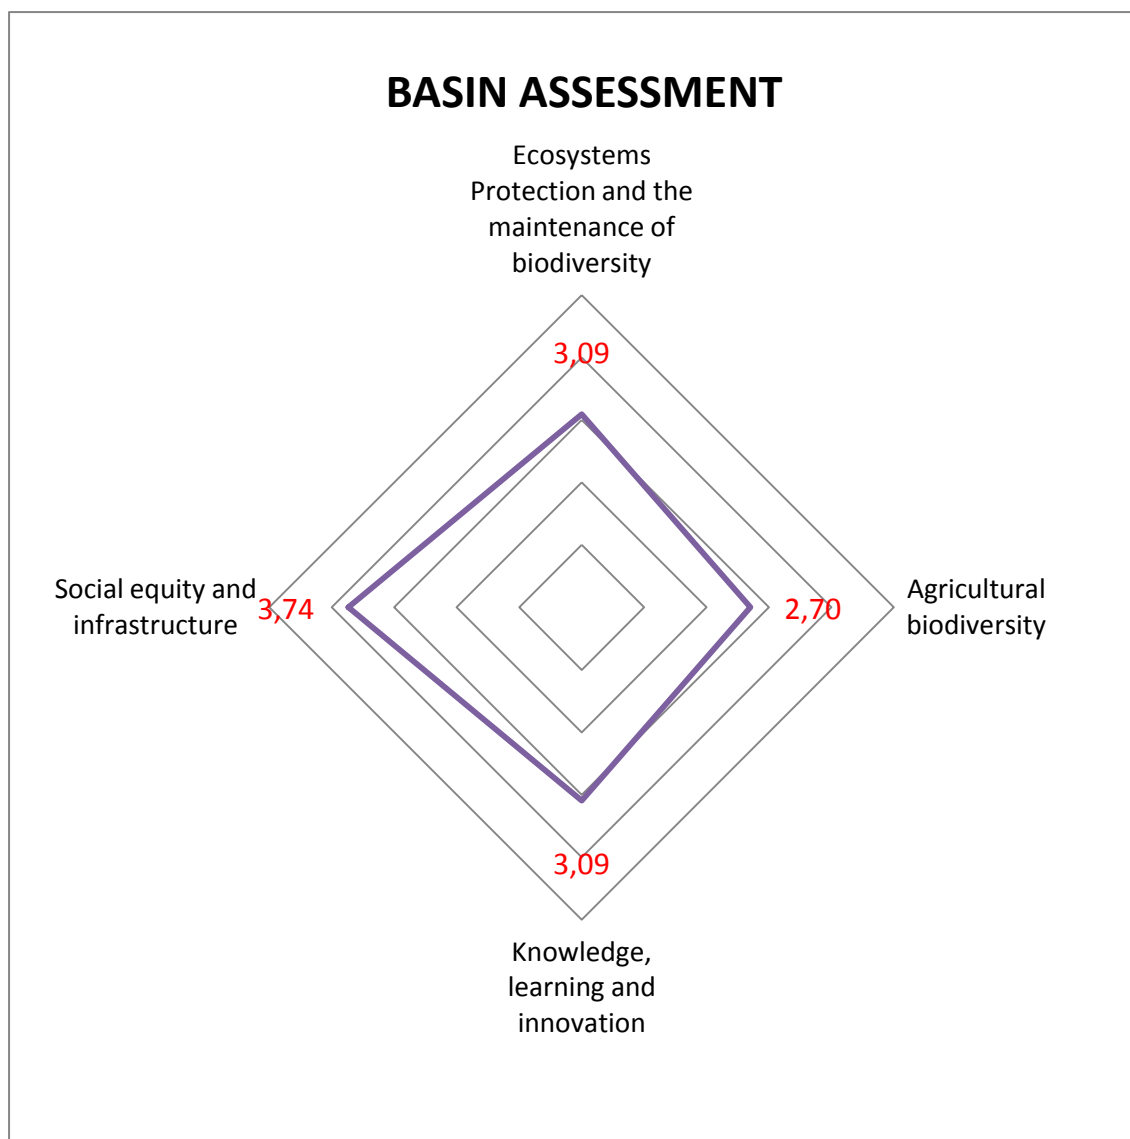 BASIN ASSESSMENT
Ecosystems
Protection and the
maintenance of
biodiversity
3,09
Social equity and
infrastructure
3,74
2,70
Agricultural
biodiversity
3,09
Knowledge,
learning and
innovation